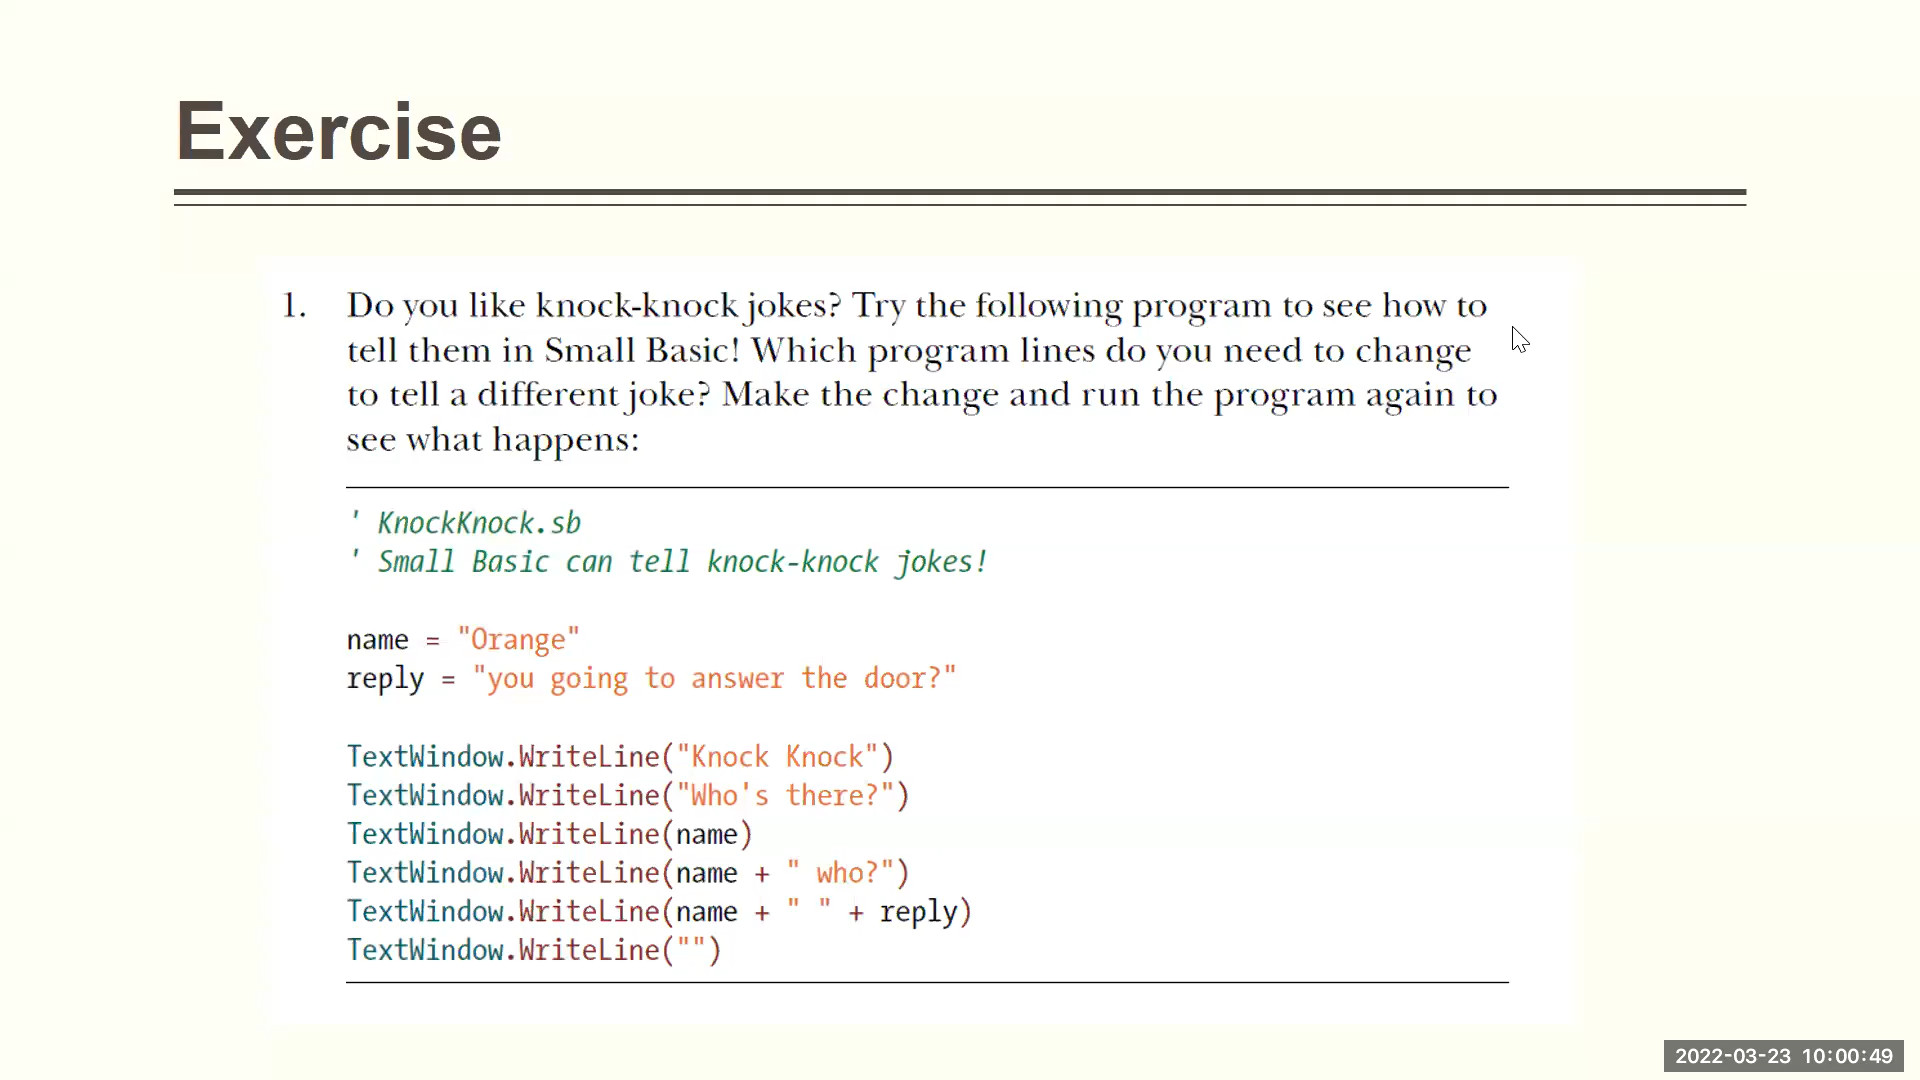 Exercise
1. Do you like knock-knock jokes? Try the following program to see how to
tell them in Small Basic! Which program lines do you need to change
to tell a different joke? Make the change and run the program again to
see what happens:
' KnockKnock.sb
' Small Basic can tell knock-knock jokes!
name = "Orange"
reply = "you going to answer the door?"
TextWindow.WriteLine("Knock Knock")
TextWindow.WriteLine("Who's there?")
TextWindow.WriteLine(name)
TextWindow.WriteLine(name + " who?")
TextWindow.WriteLine(name + " " + reply)
TextWindow.WriteLine("")
2022-03-23 10:00:49